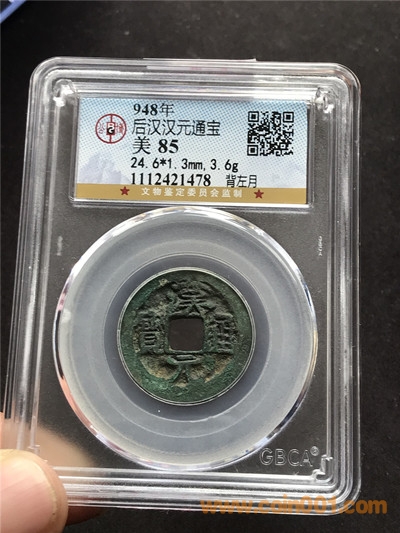 948年
后汉汉元通宝
美 85
24.6*1.3mm,3.6g
1112421478 背左月
★ 文物鉴定委员会监制 ★
漢
寶 通
元
GBCA®
www.coin001.com